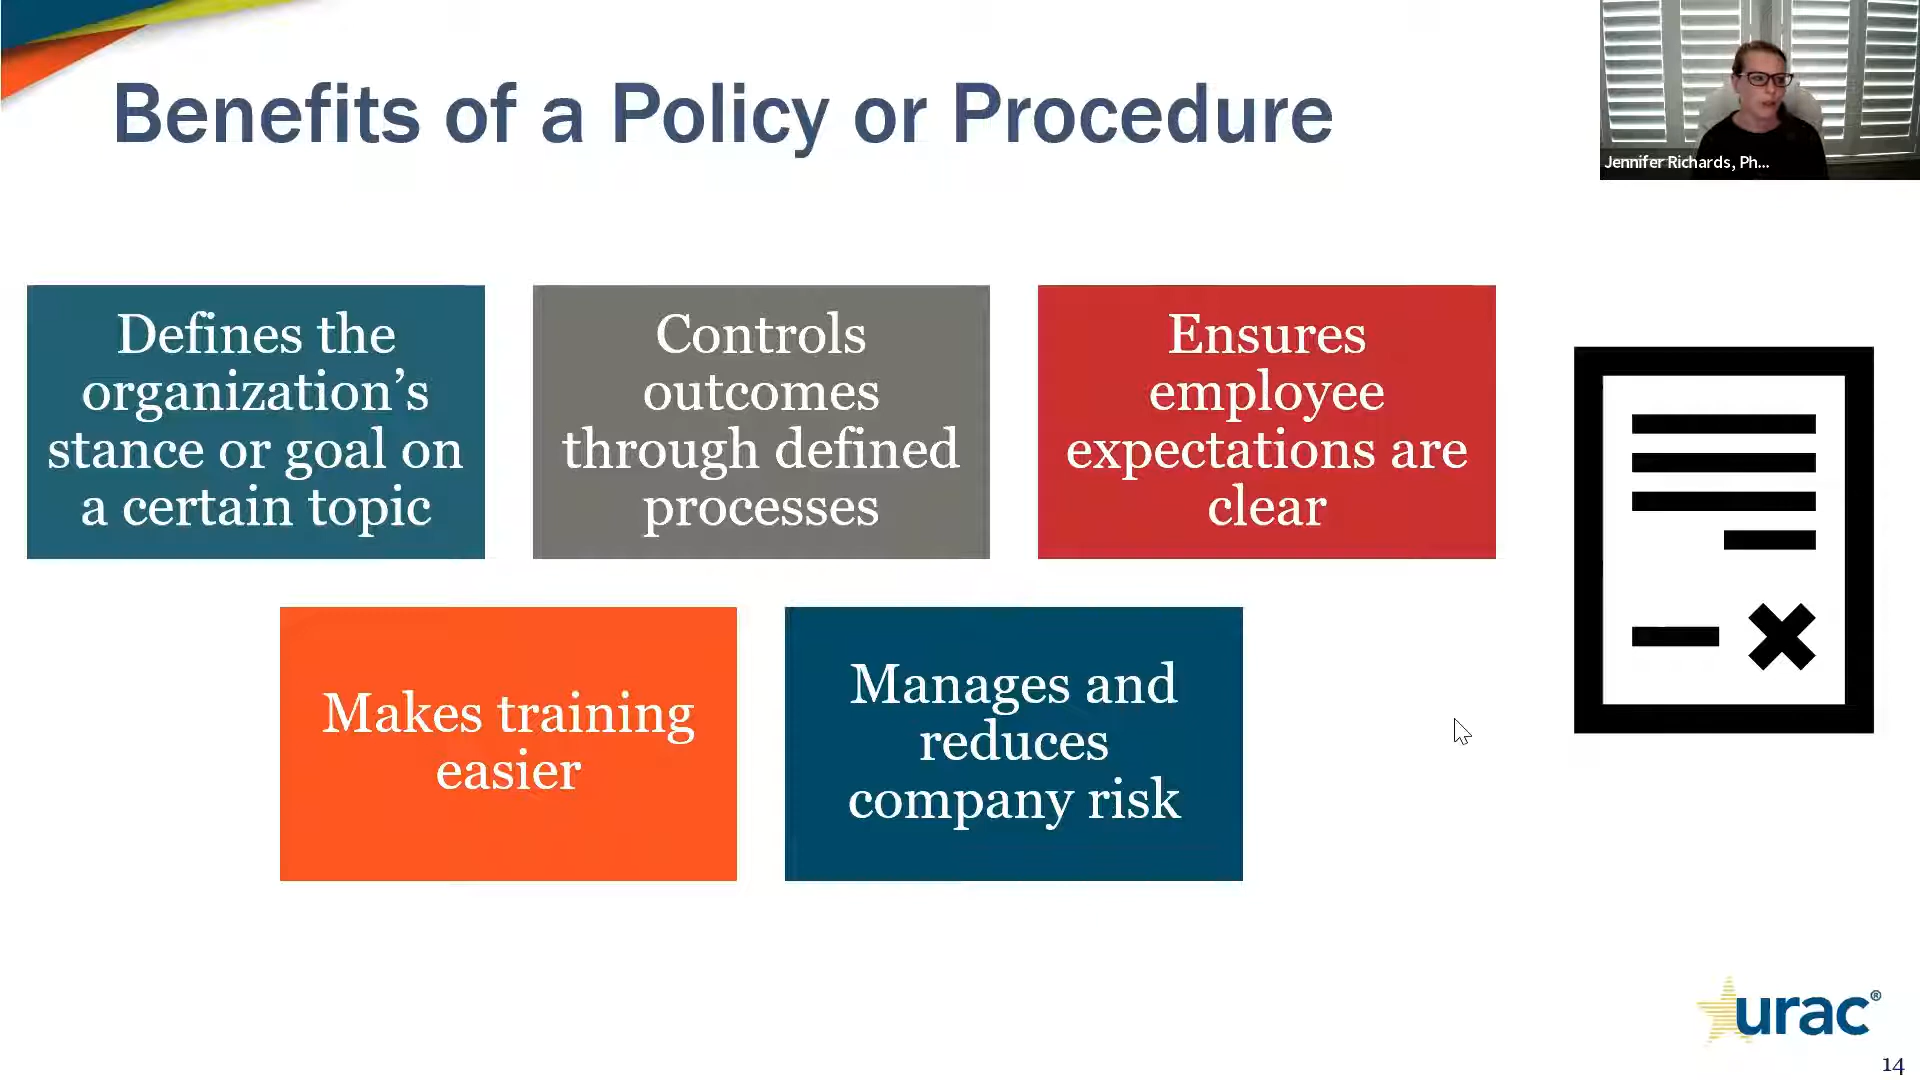 Benefits of a Policy or Procedure
Jennifer Richards, Ph...
Defines the
organization’s
stance or goal on
a certain topic
Controls
outcomes
through defined
processes
Ensures
employee
expectations are
clear
Makes training
easier
Manages and
reduces
company risk
urac®
14